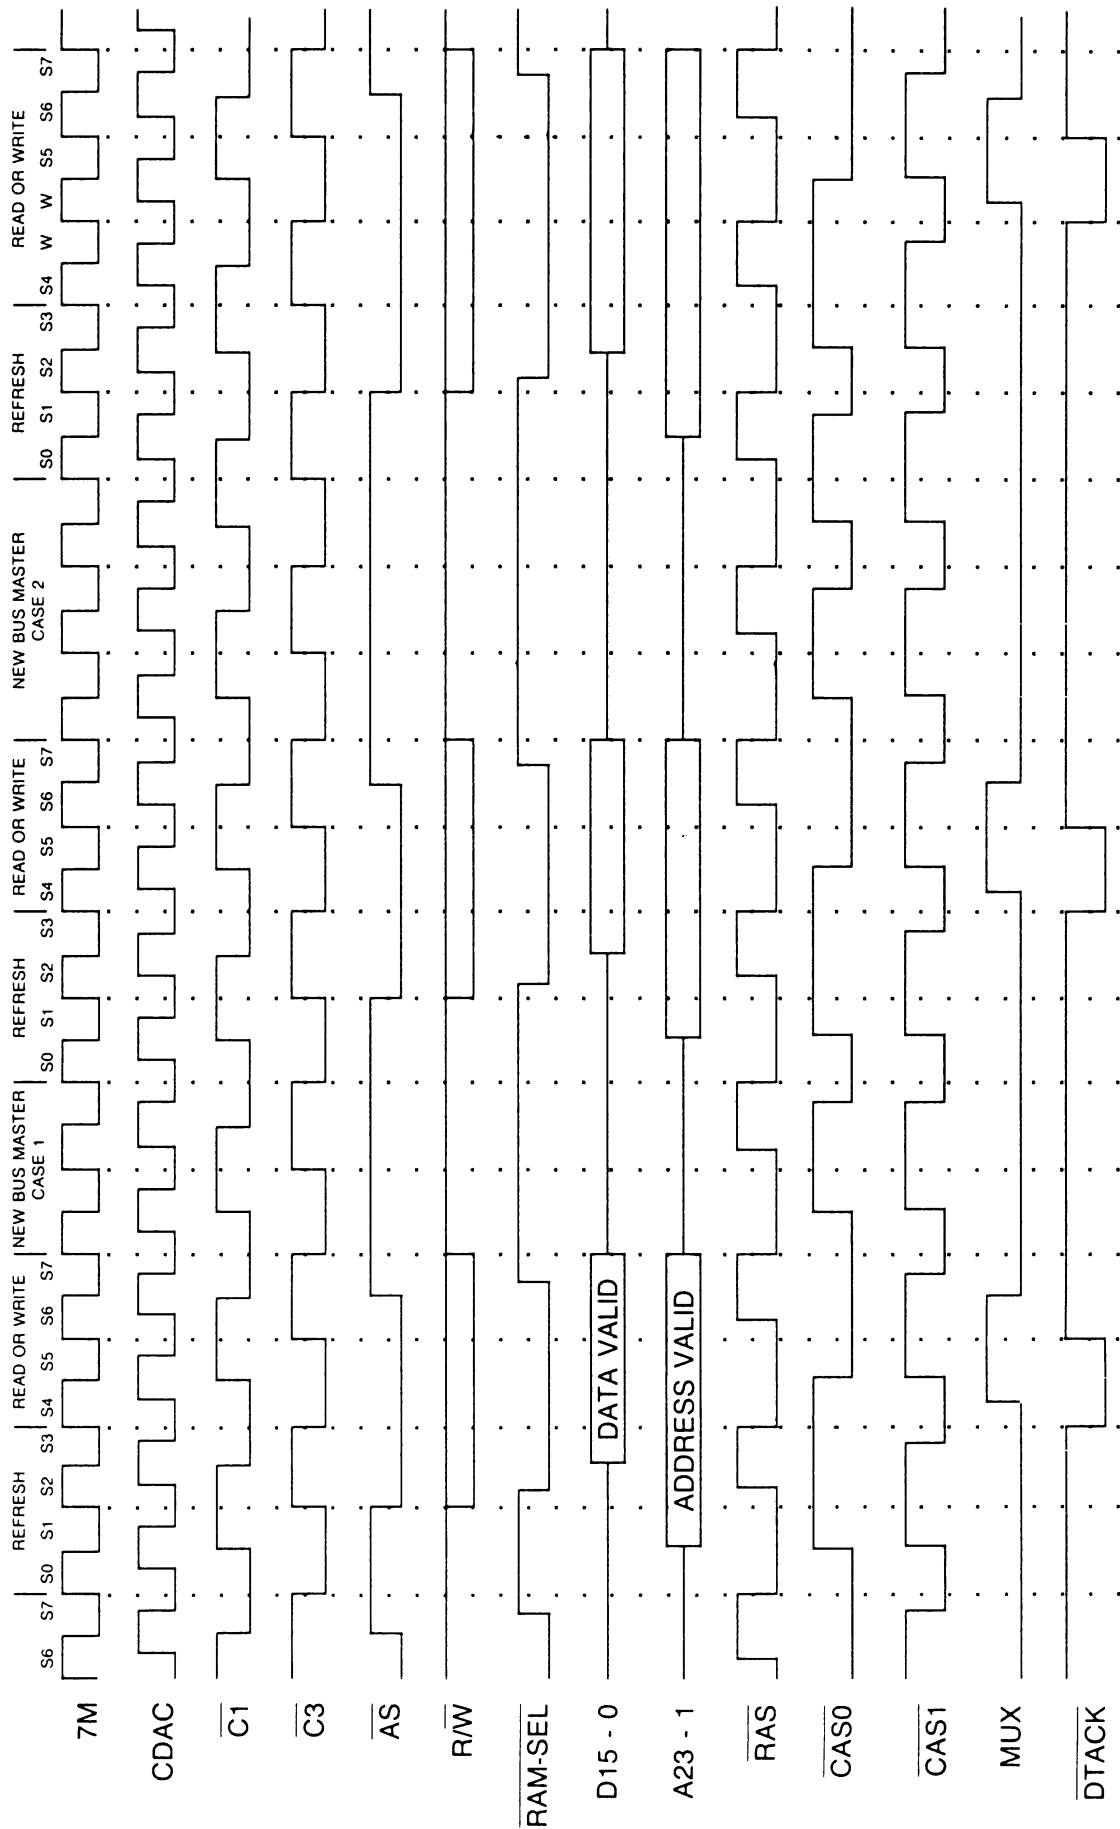 REFRESH
READ OR WRITE
NEW BUS MASTER
CASE 1
REFRESH
READ OR WRITE
NEW BUS MASTER
CASE 2
REFRESH
READ OR WRITE
S6 S7 S0 S1 S2 S3 S4 S5 S6 S7 S0 S1 S2 S3 S4 S5 S6 S7 S0 S1 S2 S3 S4 W W S5 S6 S7
7M
CDAC
C1
C3
AS
R/W
RAM-SEL
D15 - 0
DATA VALID
A23 - 1
ADDRESS VALID
RAS
CAS0
CAS1
MUX
DTACK